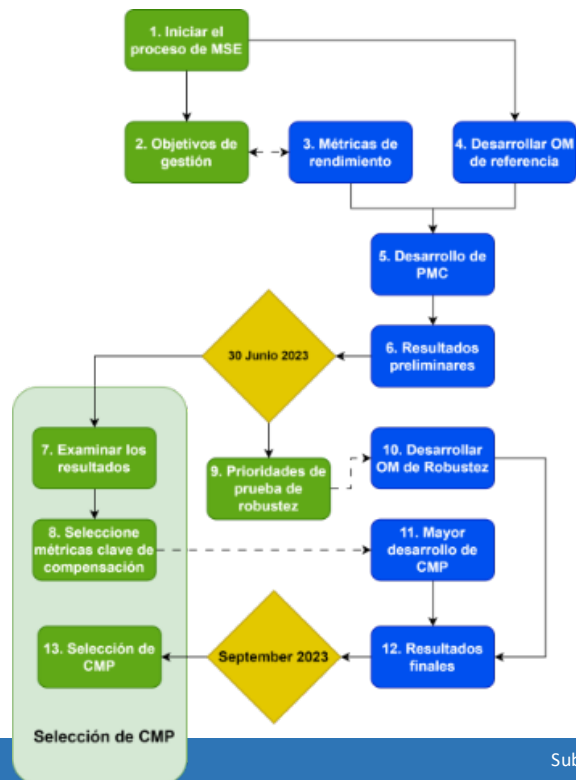 1. Iniciar el
proceso de MSE
2. Objetivos de
gestión
3. Métricas de
rendimiento
4. Desarrollar OM
de referencia
5. Desarrollo de
PMC
30 Junio 2023
6. Resultados
preliminares
7. Examinar los
resultados
9. Prioridades de
prueba de
robustez
10. Desarrollar
OM de Robustez
8. Seleccione
métricas clave de
compensación
11. Mayor
desarrollo de
CMP
13. Selección de
CMP
September 2023
12. Resultados
finales
Selección de CMP
Sub